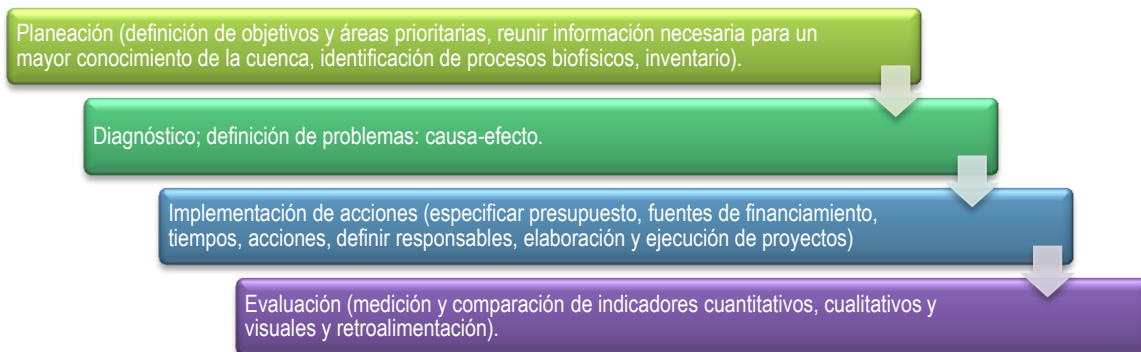 Planeación (definición de objetivos y áreas prioritarias, reunir información necesaria para un
mayor conocimiento de la cuenca, identificación de procesos biofísicos, inventario).
Diagnóstico; definición de problemas: causa-efecto.
Implementación de acciones (especificar presupuesto, fuentes de financiamiento,
tiempos, acciones, definir responsables, elaboración y ejecución de proyectos)
Evaluación (medición y comparación de indicadores cuantitativos, cualitativos y
visuales y retroalimentación).